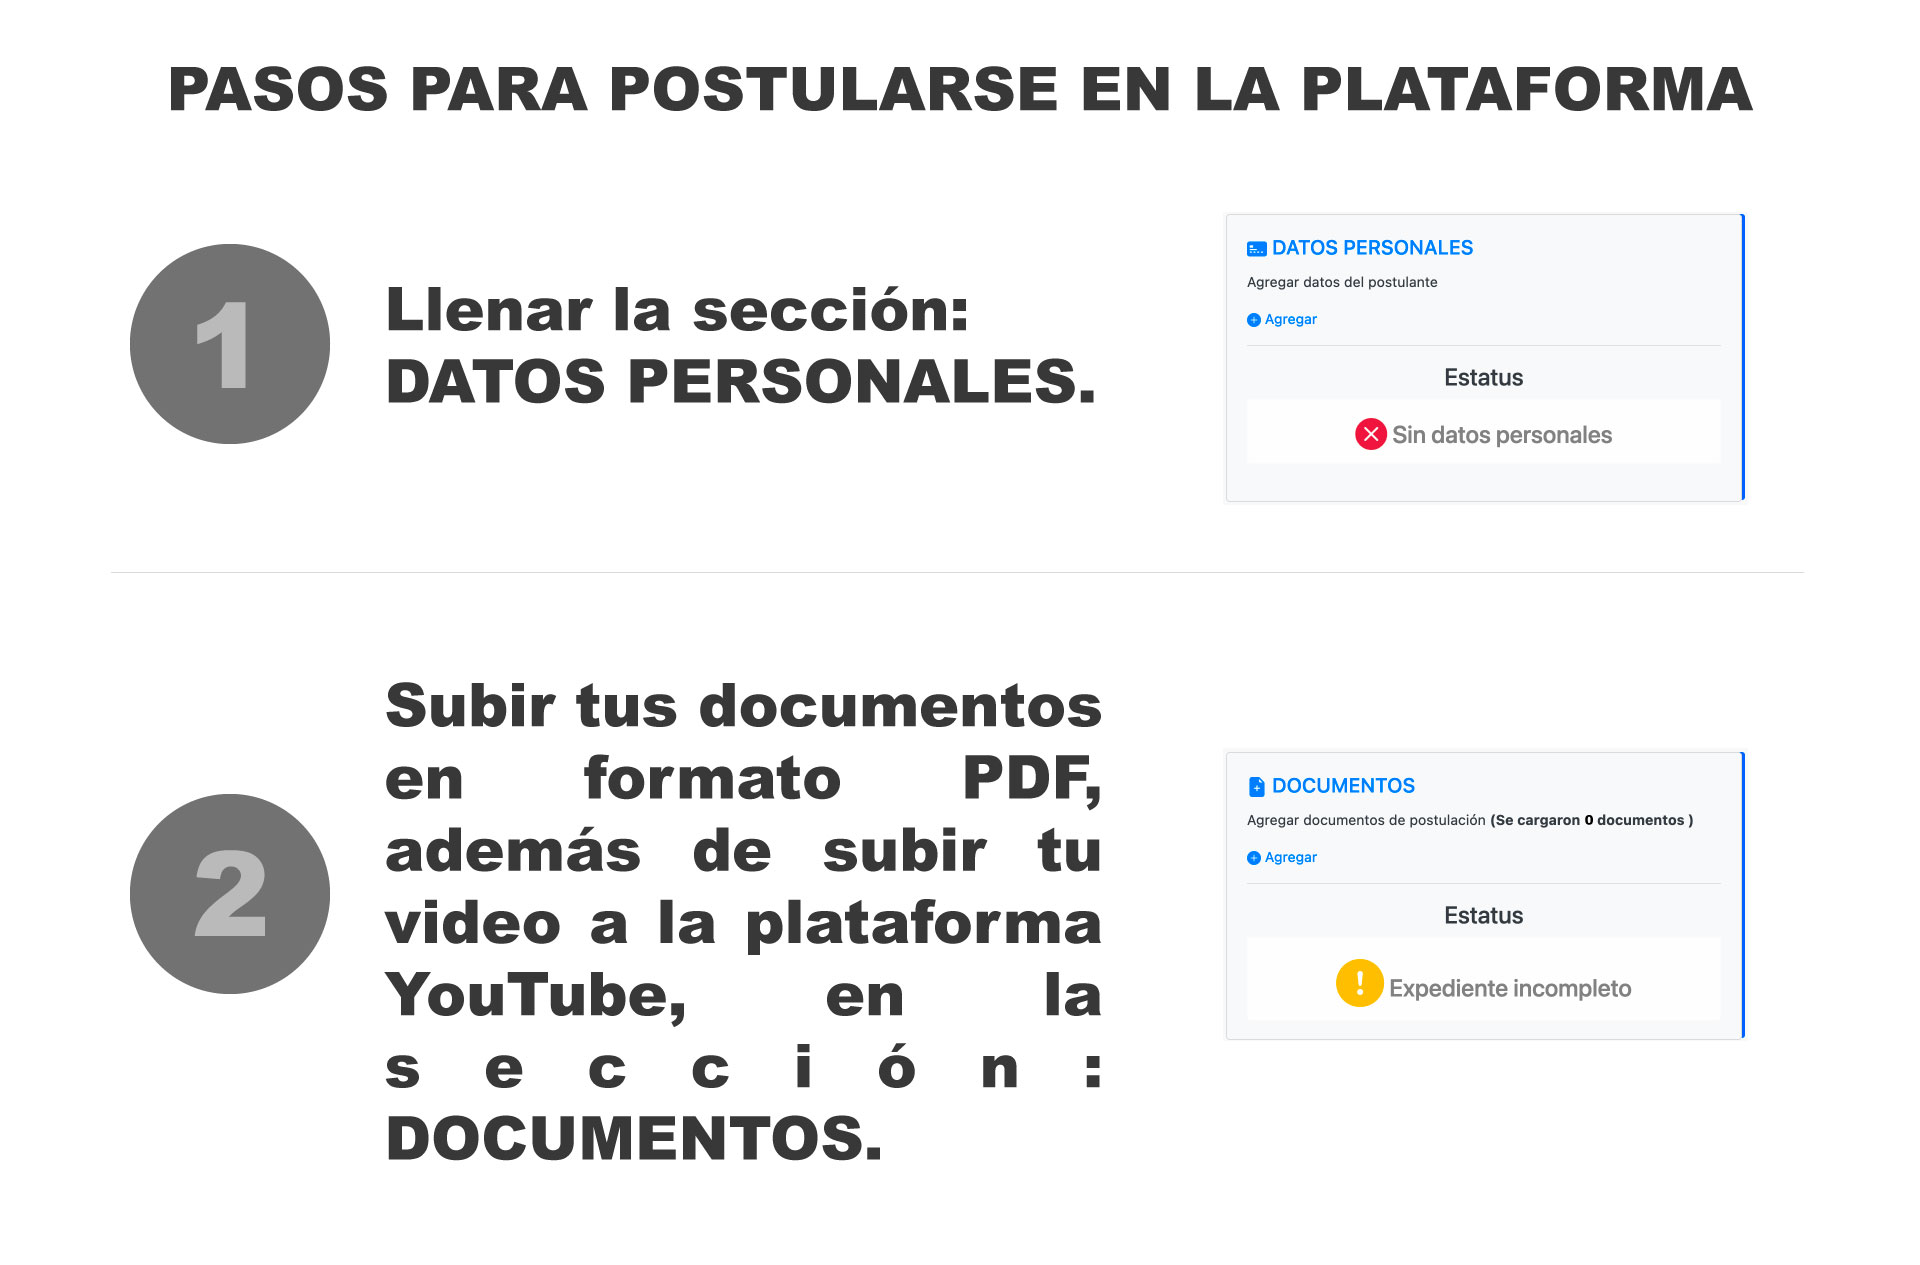 PASOS PARA POSTULARSE EN LA PLATAFORMA
1
Llenar la sección:
DATOS PERSONALES.
DATOS PERSONALES
Agregar datos del postulante
Agregar
Estatus
Sin datos personales
2
Subir tus documentos
en formato PDF,
además de subir tu
video a la plataforma
YouTube, en la
sección:
DOCUMENTOS.
DOCUMENTOS
Agregar documentos de postulación (Se cargaron 0 documentos )
Agregar
Estatus
Expediente incompleto